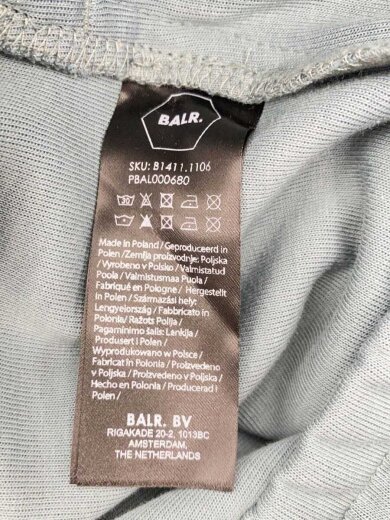 BALR.
SKU: B1411.1106
PBAL000680
30
Made in Poland / Geproduceerd in
Polen / Zemlja proizvodnje: Poljska
/ Vyrobeno v Polsko / Valmistatud
Poola / Valmistusmaa Puola /
Fabriqué en Pologne / Hergestellt
in Polen / Származási hely:
Lengyelország / Fabbricato in
Polonia / Ražots Polija /
Pagaminimo šalis: Lenkija /
Produsert i Polen /
Wyprodukowano w Polsce /
Fabricat în Polonia / Proizvedeno
v Poljska / Proizvedeno v Poljska /
Hecho en Polonia / Producerad i
Polen /
BALR. BV
RIGAKADE 20-2, 1013BC
AMSTERDAM,
THE NETHERLANDS